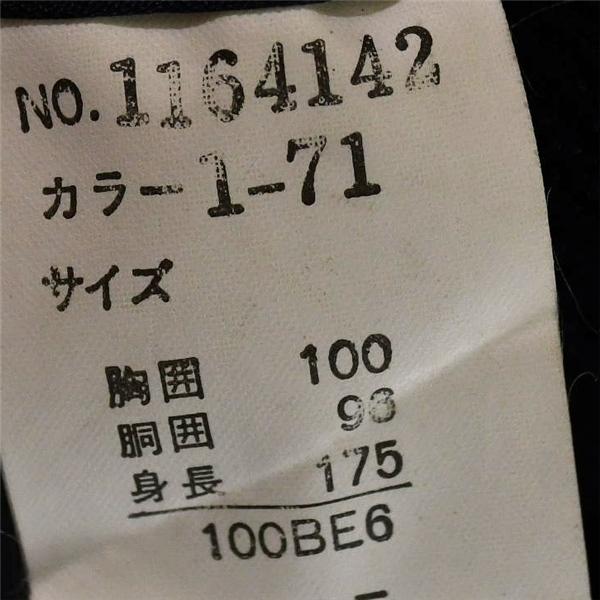 NO. 1164142
カラー 1-71
サイズ
胸囲 100
胴囲 96
身長 175
100BE6